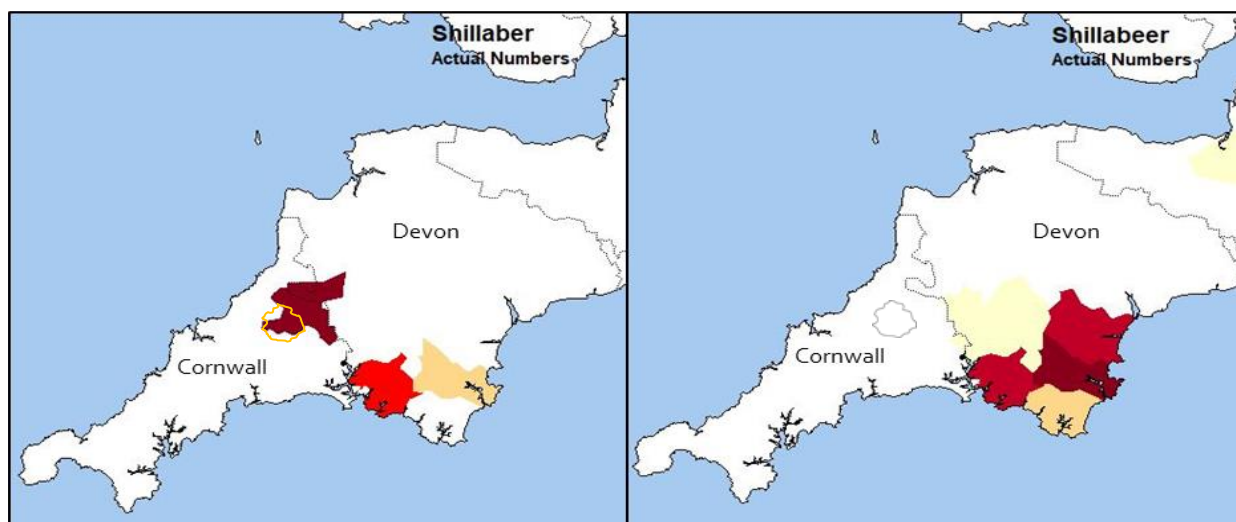 Shillaber
Actual Numbers
Devon
Cornwall
Shillabeer
Actual Numbers
Devon
Cornwall